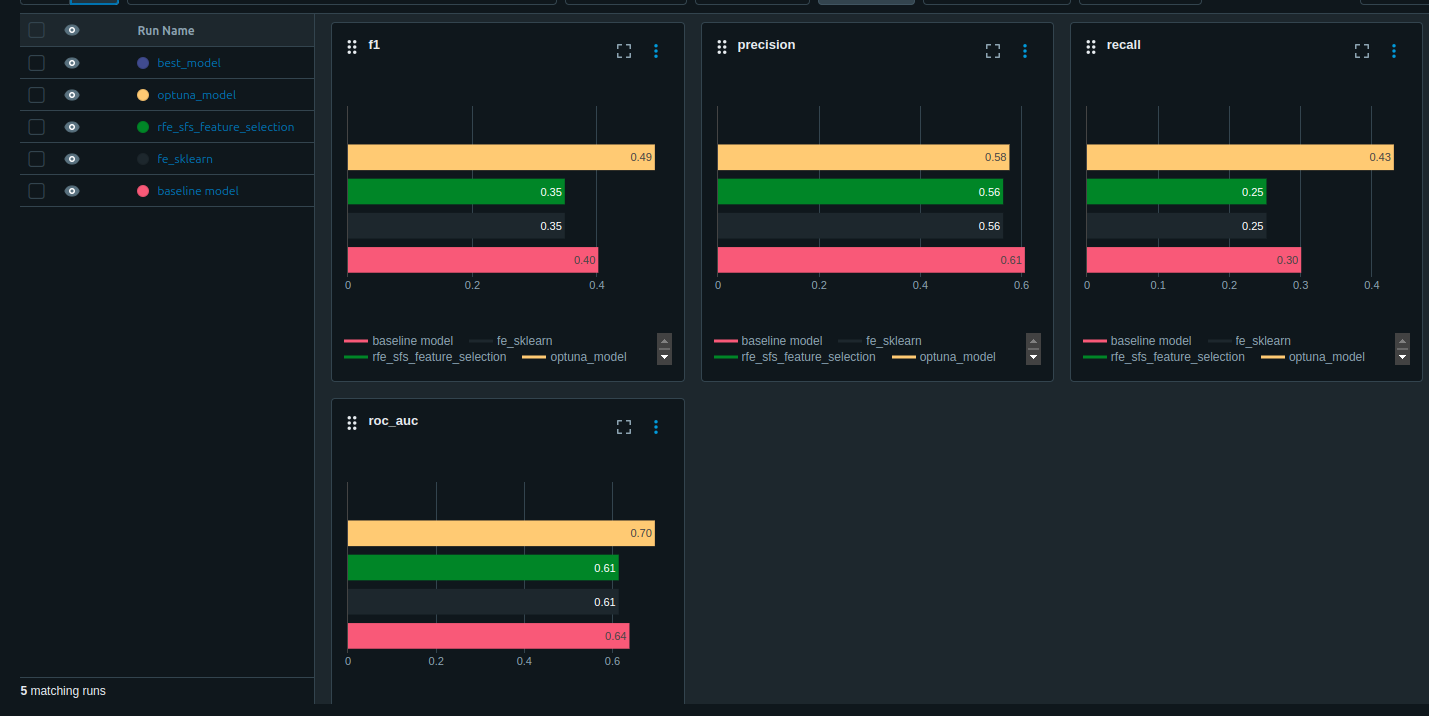 Run Name
best_model
optuna_model
rfe_sfs_feature_selection
fe_sklearn
baseline model
5 matching runs
f1
0.49
0.35
0.35
0.40
0 0.2 0.4
baseline model fe_sklearn
rfe_sfs_feature_selection optuna_model
precision
0.58
0.56
0.56
0.61
0 0.2 0.4 0.6
baseline model fe_sklearn
rfe_sfs_feature_selection optuna_model
recall
0.43
0.25
0.25
0.30
0 0.1 0.2 0.3 0.4
baseline model fe_sklearn
rfe_sfs_feature_selection optuna_model
roc_auc
0.70
0.61
0.61
0.64
0 0.2 0.4 0.6